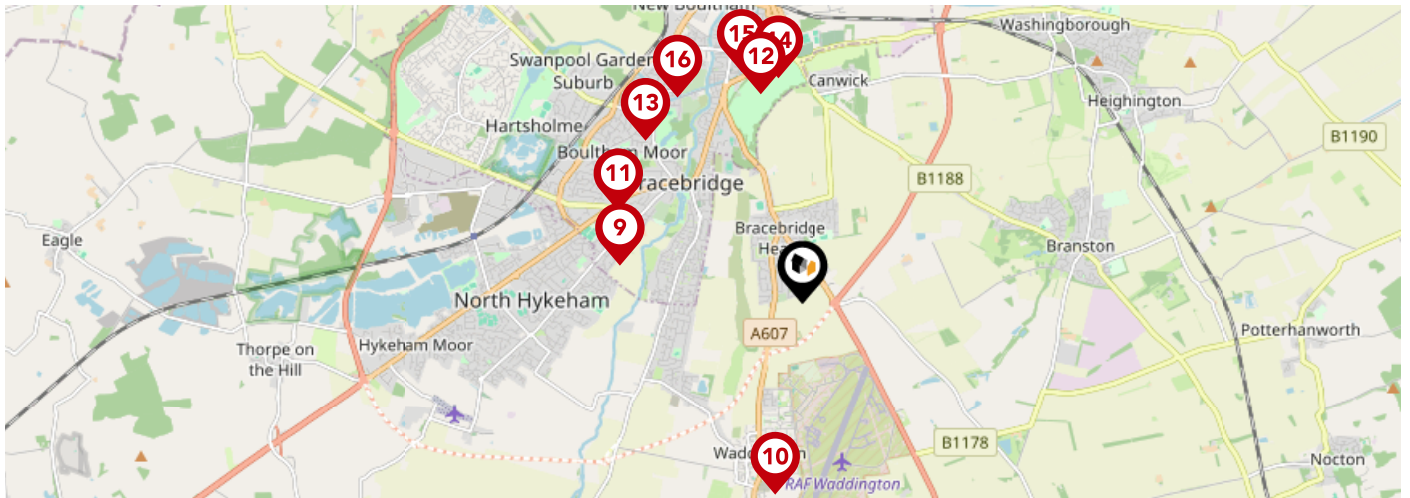 New Boultham
Washingborough
15
14
12
16
Swanpool Garden
Suburb
Canwick
Heighington
13
Hartsholme
B1190
Boultham Moor
11
Bracebridge
B1188
9
Bracebridge
Eagle
Branston
North Hykeham
A607
Potterhanworth
Thorpe on
the Hill
Hykeham Moor
B1178
10
Nocton
RAF Waddington